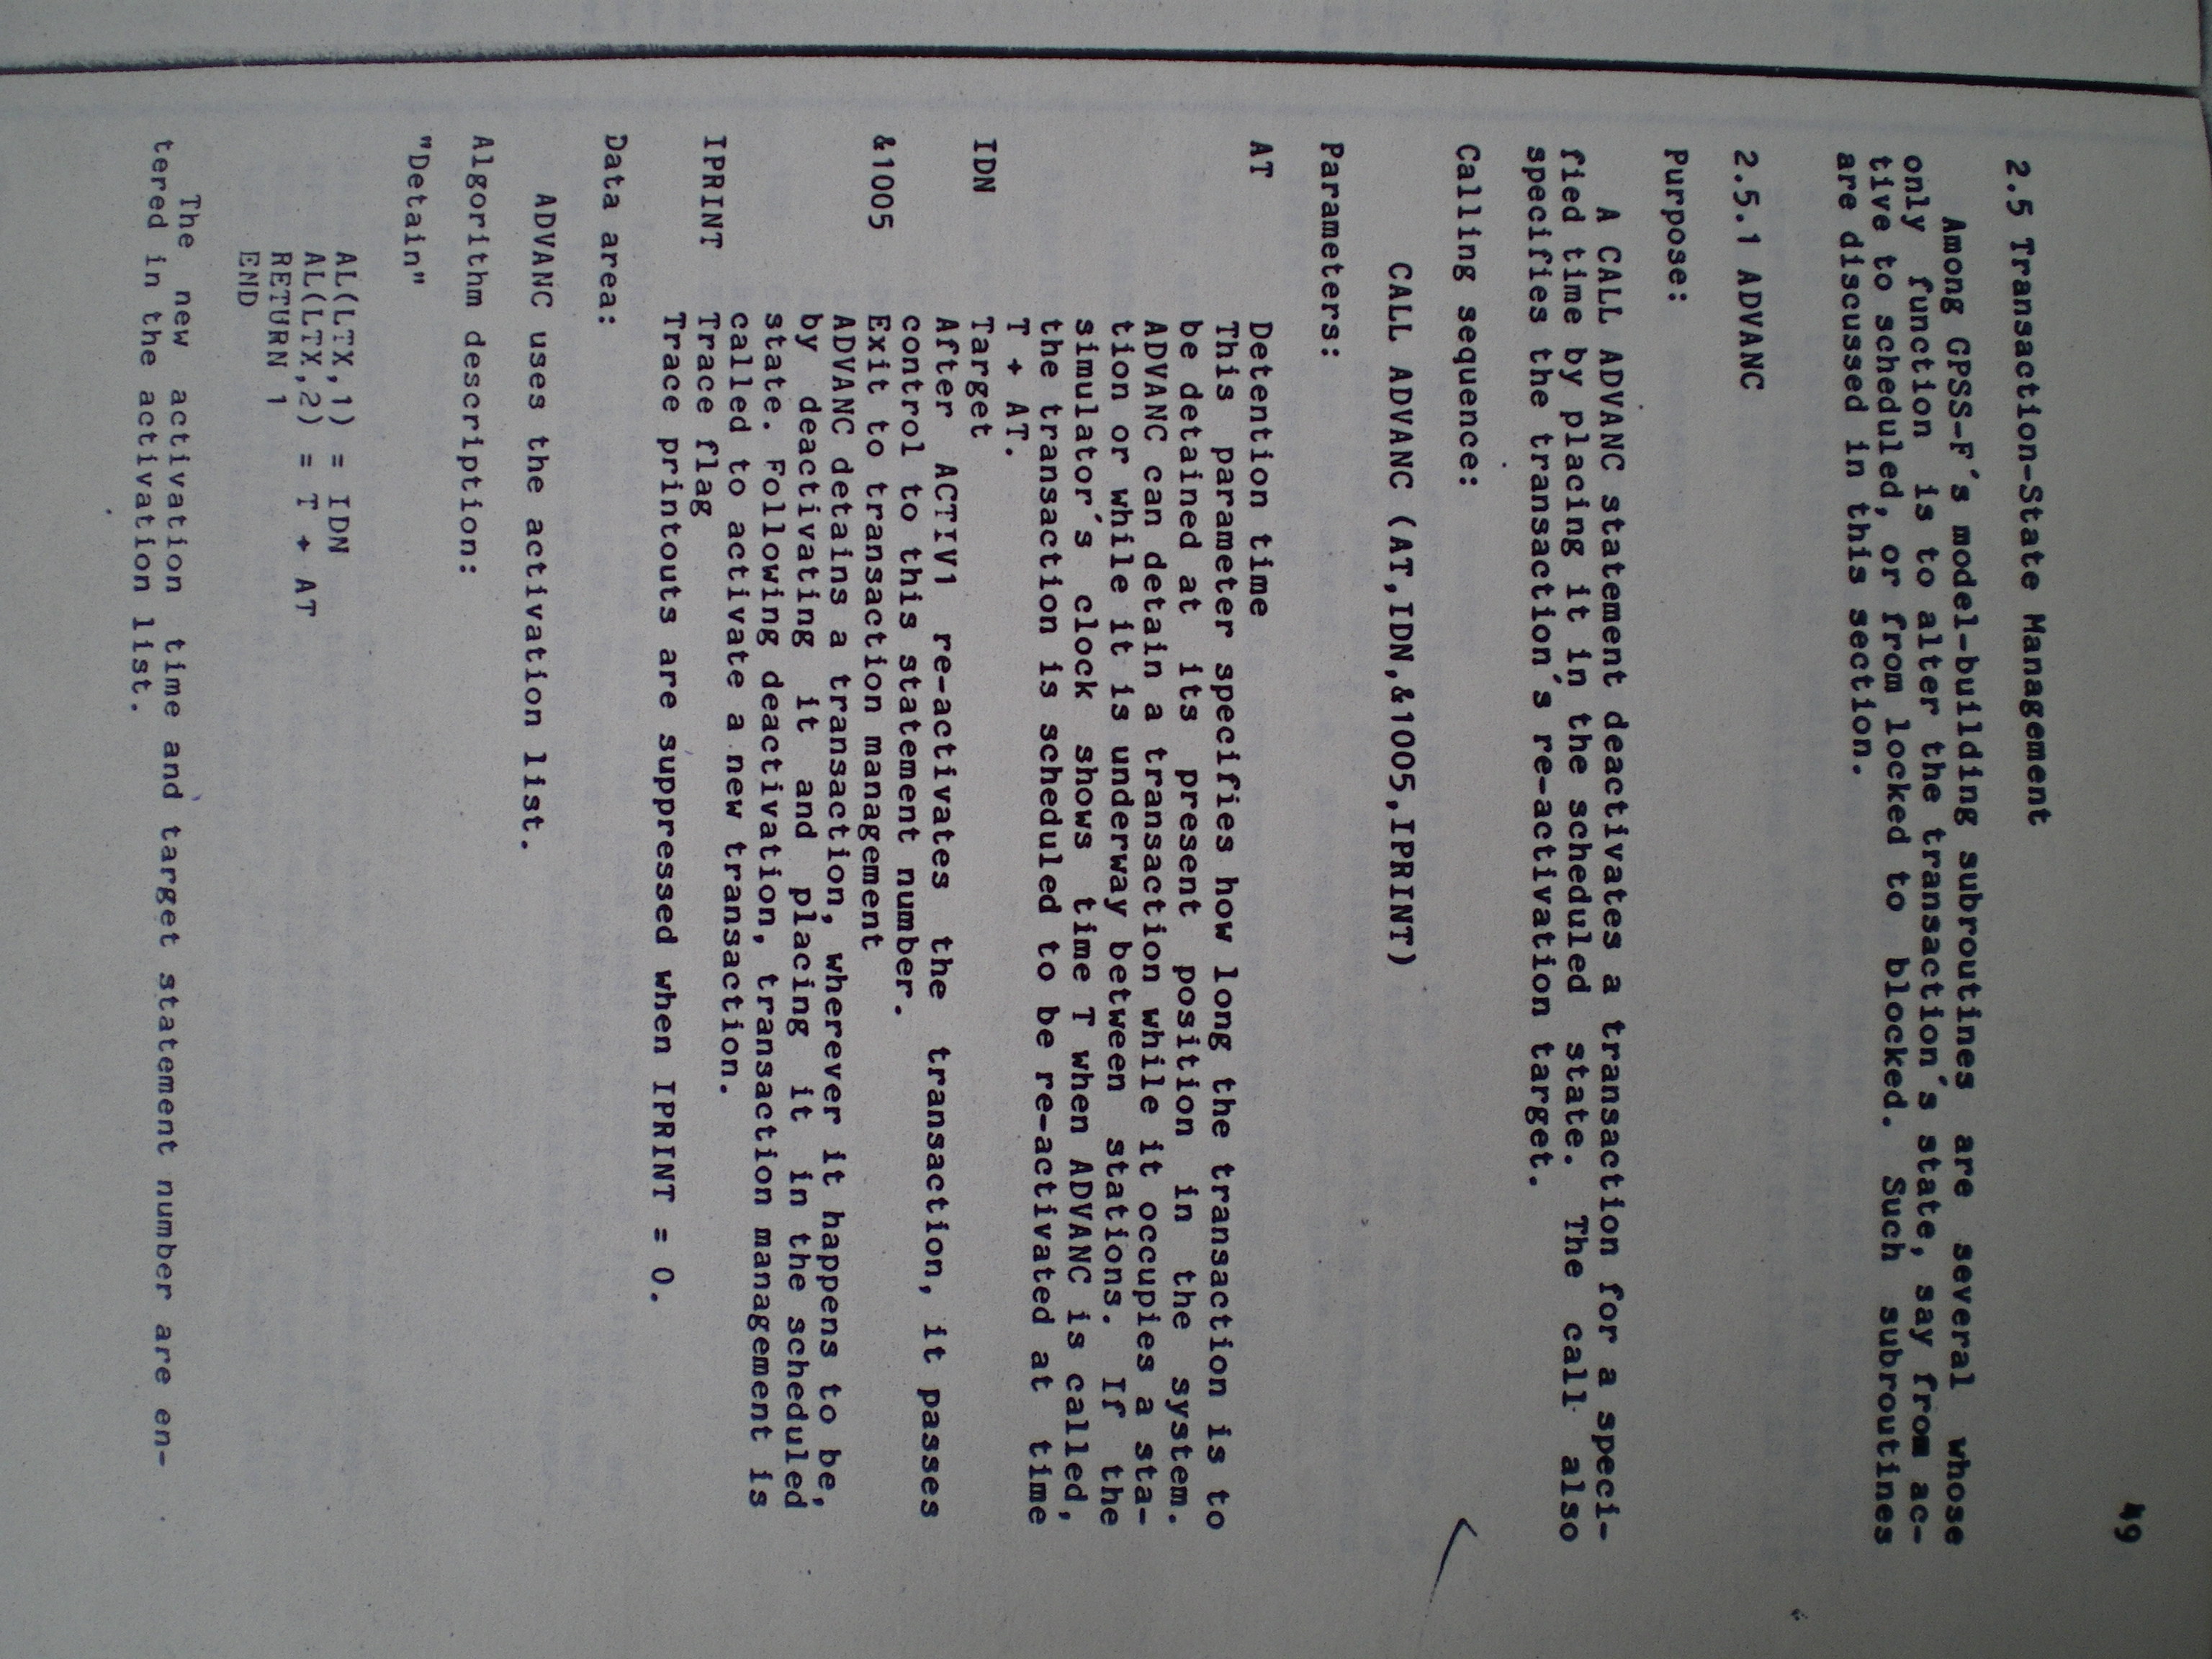 49
2.5 Transaction-State Management
Among GPSS-F's model-building subroutines are several whose
only function is to alter the transaction's state, say from ac-
tive to scheduled, or from locked to blocked. Such subroutines
are discussed in this section.
2.5.1 ADVANC
Purpose:
A CALL ADVANC statement deactivates a transaction for a speci-
fied time by placing it in the scheduled state. The call also
specifies the transaction's re-activation target.
Calling sequence:
CALL ADVANC (AT,IDN,&1005,IPRINT)
Parameters:
AT Detention time
This parameter specifies how long the transaction is to
be detained at its present position in the system.
ADVANC can detain a transaction while it occupies a sta-
tion or while it is underway between stations. If the
simulator's clock shows time T when ADVANC is called,
the transaction is scheduled to be re-activated at time
T + AT.
IDN Target
After ACTIV1 re-activates the transaction, it passes
control to this statement number.
&1005 Exit to transaction management
ADVANC detains a transaction, wherever it happens to be,
by deactivating it and placing it in the scheduled
state. Following deactivation, transaction management is
called to activate a new transaction.
IPRINT Trace flag
Trace printouts are suppressed when IPRINT = 0.
Data area:
ADVANC uses the activation list.
Algorithm description:
"Detain"
AL(LTX,1) = IDN
AL(LTX,2) = T + AT
RETURN 1
END
The new activation time and target statement number are en-
tered in the activation list.